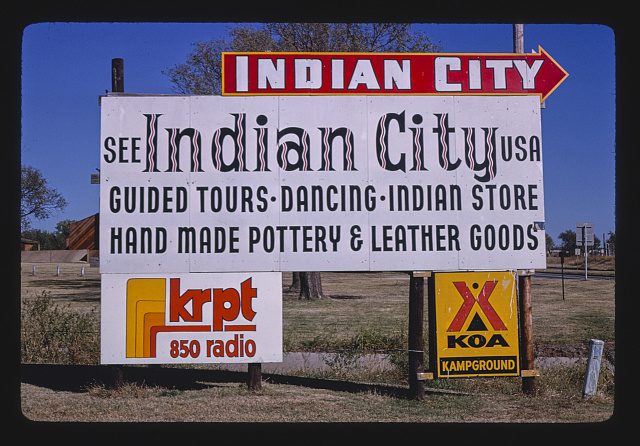 INDIAN CITY
SEE Indian City USA
GUIDED TOURS·DANCING·INDIAN STORE
HAND MADE POTTERY & LEATHER GOODS
krpt
850 radio
KOA
KAMPGROUND